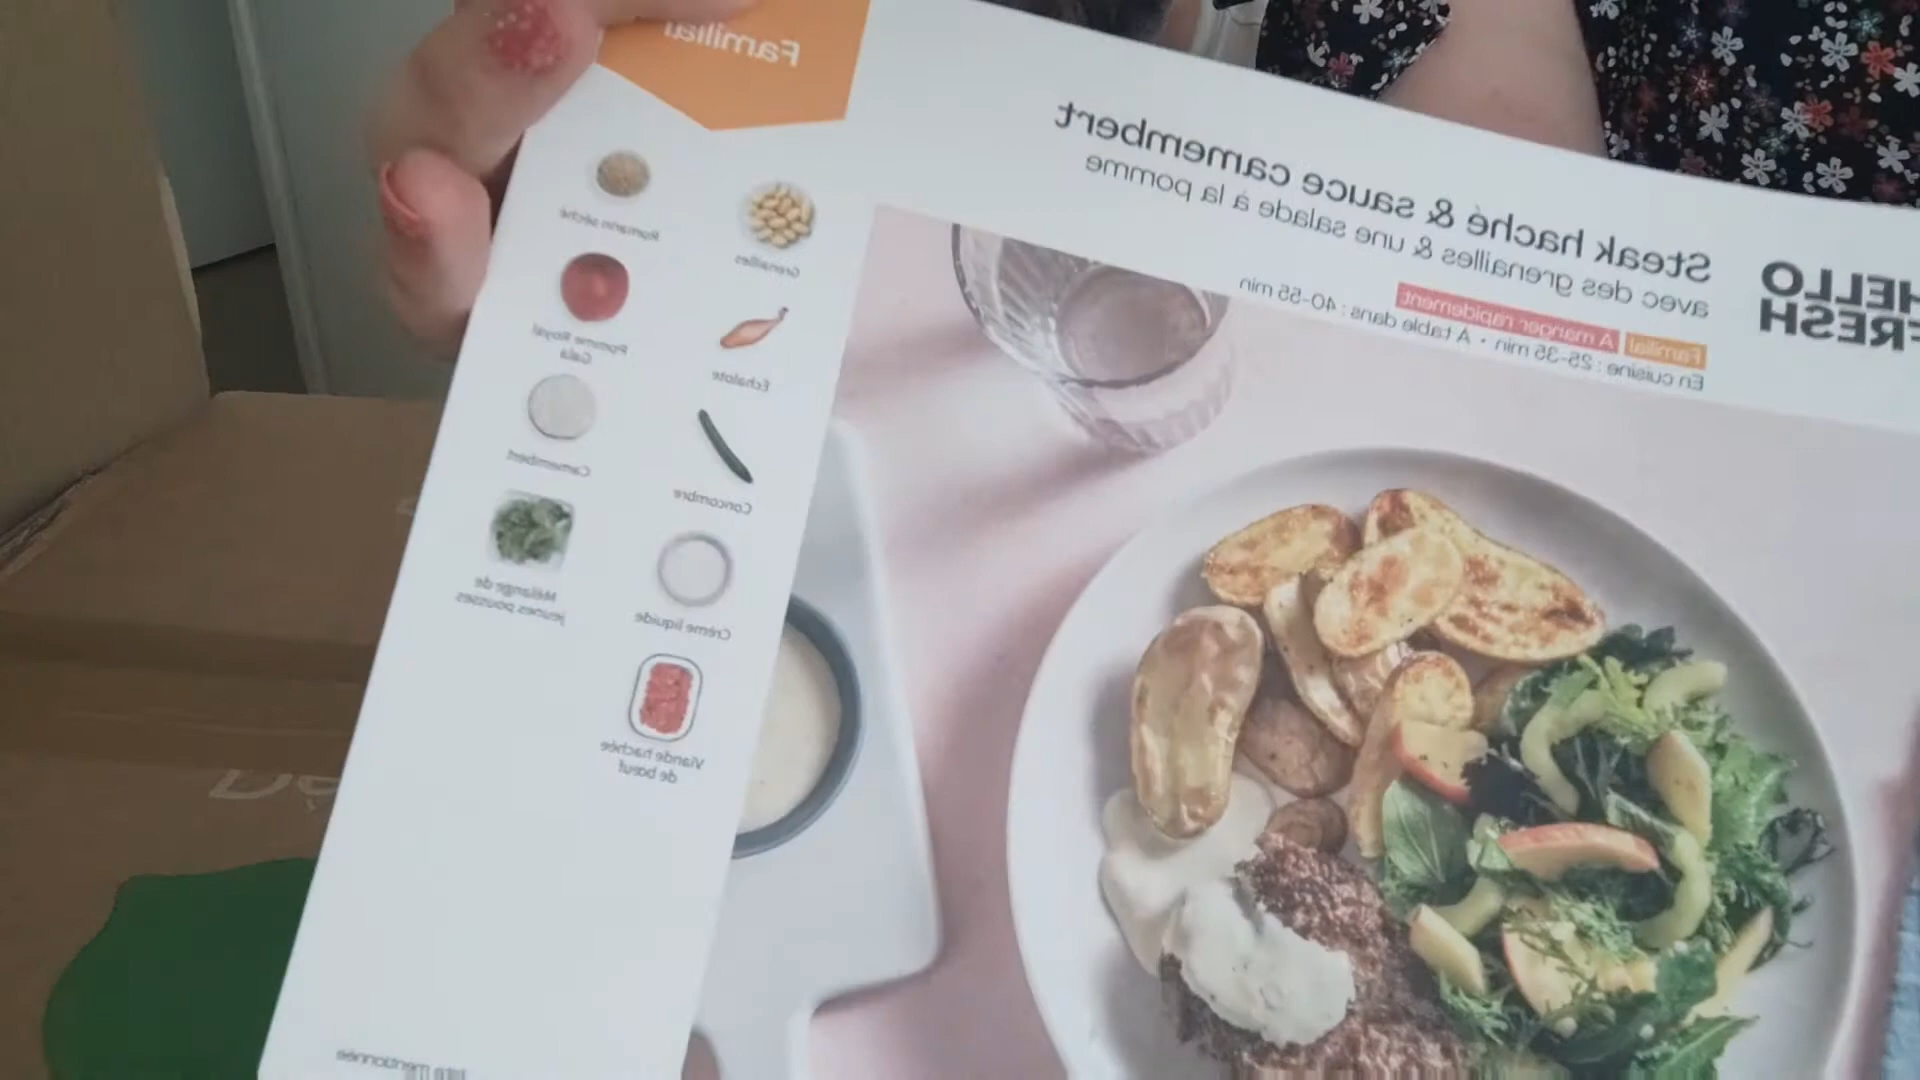 HELLO
FRESH
Steak haché & sauce camembert
avec des grenailles & une salade à la pomme
Familial À manger rapidement
En cuisine : 25-35 min • À table dans : 40-55 min
Familial
Grenailles
Romarin séché
Échalote
Pomme Royal
Gala
Concombre
Camembert
Crème liquide
Mélange de
jeunes pousses
Viande hachée
de bœuf
mentionnée